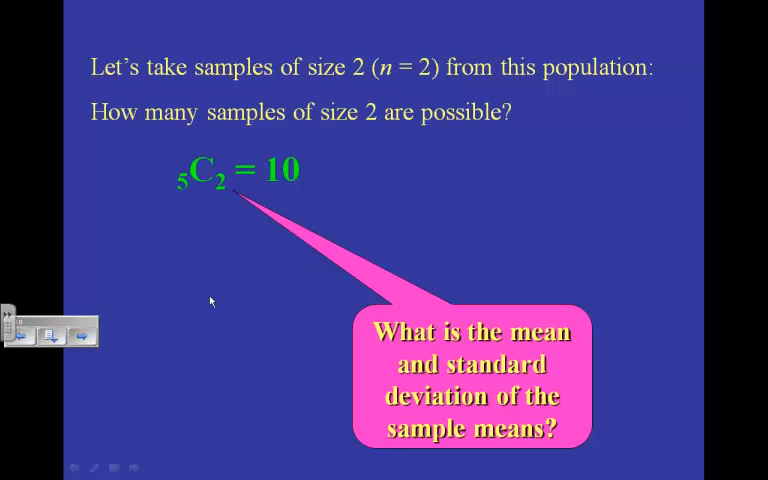 Let's take samples of size 2 (n = 2) from this population:
How many samples of size 2 are possible?
₅C₂ = 10
What is the mean
and standard
deviation of the
sample means?